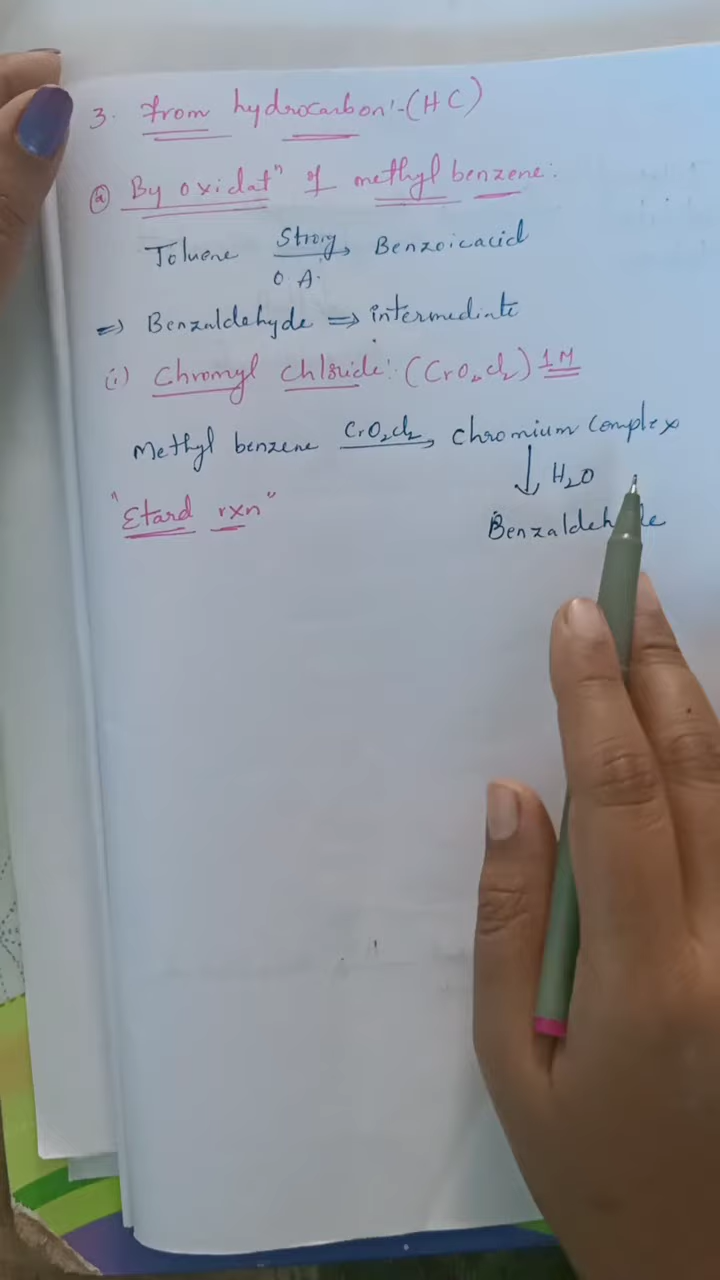 3. From hydrocarbon:-(HC)
ⓐ By oxidatⁿ of methyl benzene:
Toluene Strong O.A. → Benzoicacid
⇒ Benzaldehyde ⇒ intermediate
(i) Chromyl Chloride: (CrO₂Cl₂) 1M
Methyl benzene CrO₂Cl₂ → Chromium Complex
↓ H₂O
"Etard rxn"
Benzaldehyde